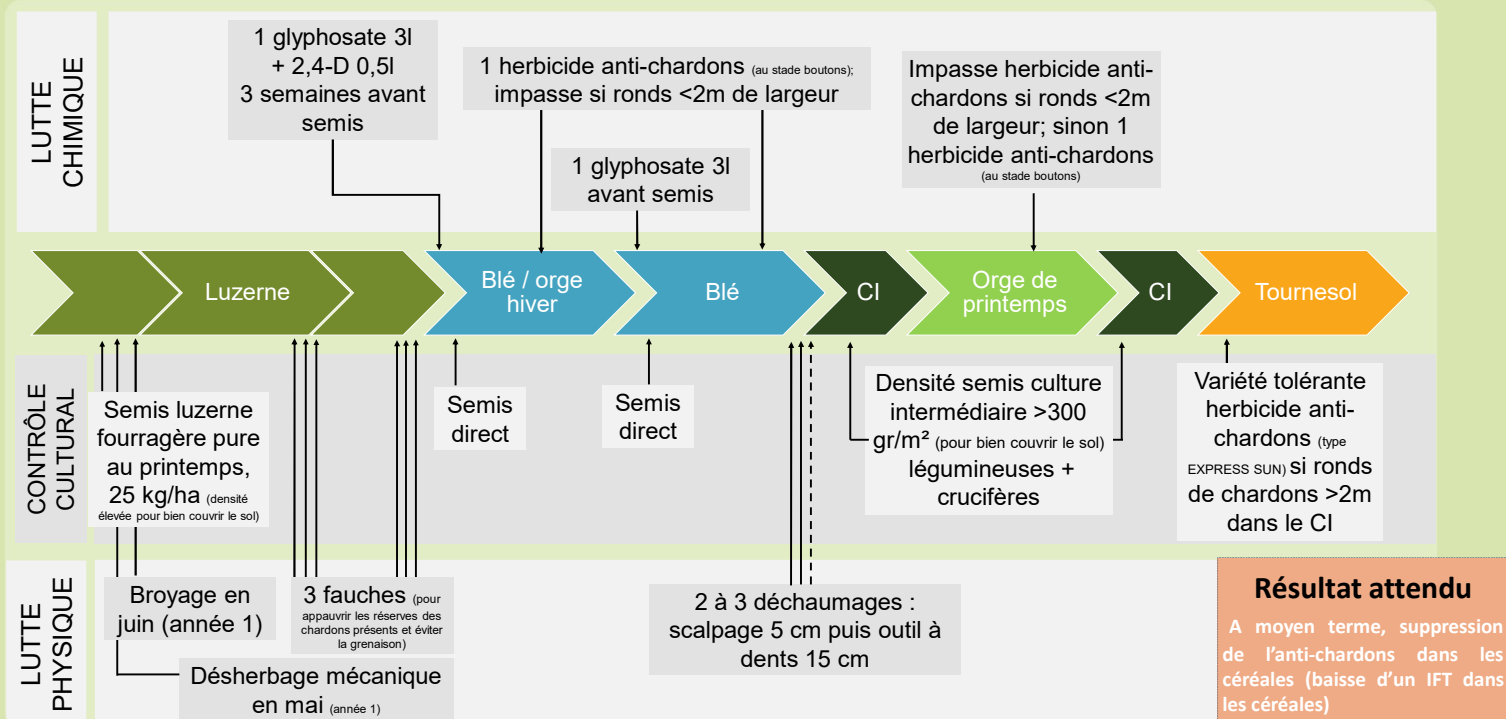 LUTTE
CHIMIQUE
1 glyphosate 3l
+ 2,4-D 0,5l
3 semaines avant
semis
1 herbicide anti-chardons (au stade boutons);
impasse si ronds <2m de largeur
1 glyphosate 3l
avant semis
Impasse herbicide anti-
chardons si ronds <2m
de largeur; sinon 1
herbicide anti-chardons
(au stade boutons)
Luzerne
Blé / orge
hiver
Blé
CI
Orge de
printemps
CI
Tournesol
CONTRÔLE
CULTURAL
Semis luzerne
fourragère pure
au printemps,
25 kg/ha (densité
élevée pour bien couvrir le sol)
Semis
direct
Semis
direct
Densité semis culture
intermédiaire >300
gr/m² (pour bien couvrir le sol)
légumineuses +
crucifères
Variété tolérante
herbicide anti-
chardons (type
EXPRESS SUN) si ronds
de chardons >2m
dans le CI
LUTTE
PHYSIQUE
Broyage en
juin (année 1)
Désherbage mécanique
en mai (année 1)
3 fauches (pour
appauvrir les réserves des
chardons présents et éviter
la grenaison)
2 à 3 déchaumages :
scalpage 5 cm puis outil à
dents 15 cm
Résultat attendu
A moyen terme, suppression
de l'anti-chardons dans les
céréales (baisse d'un IFT dans
les céréales)